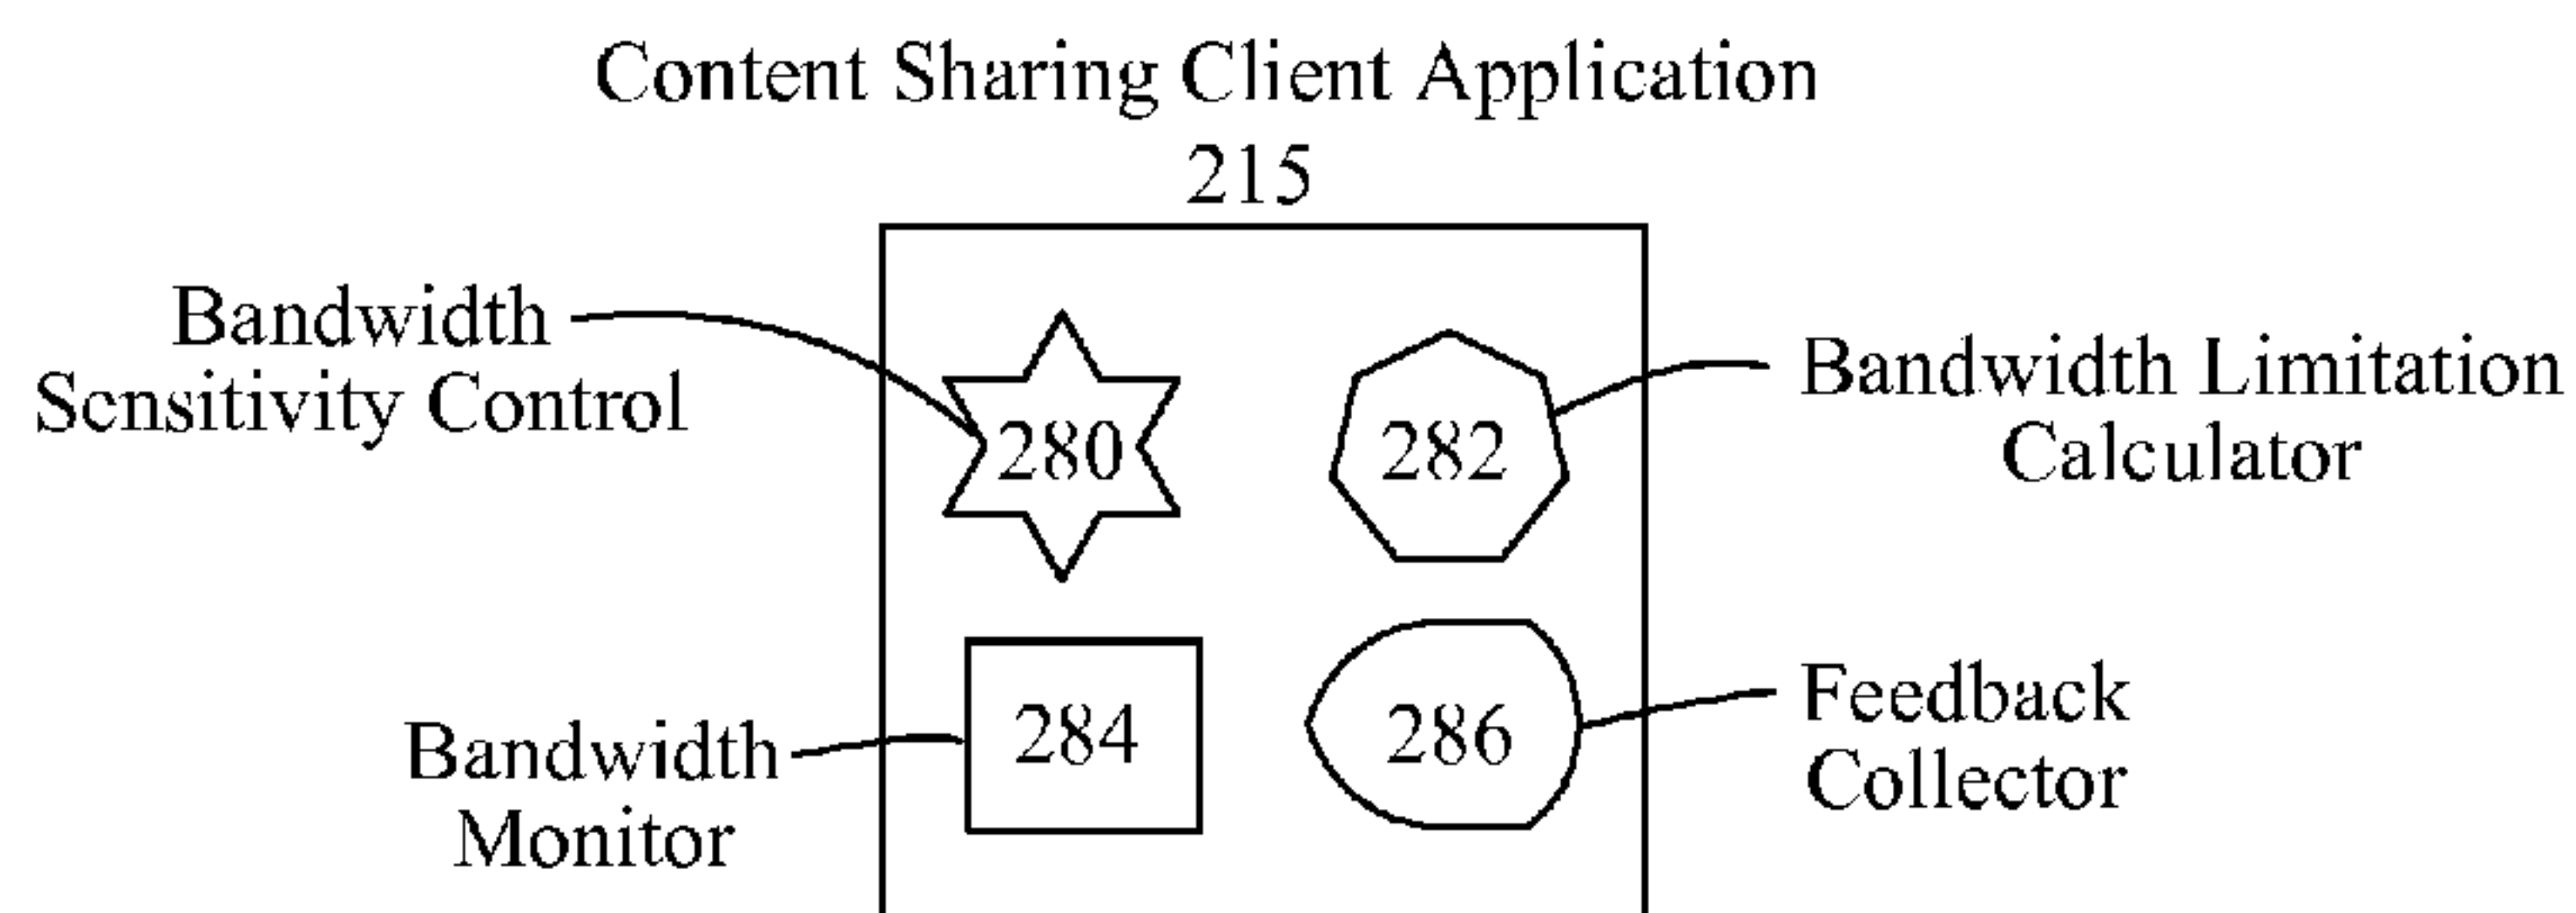 Content Sharing Client Application
215
Bandwidth
Sensitivity Control
280
282
Bandwidth Limitation
Calculator
Bandwidth
Monitor
284
286
Feedback
Collector